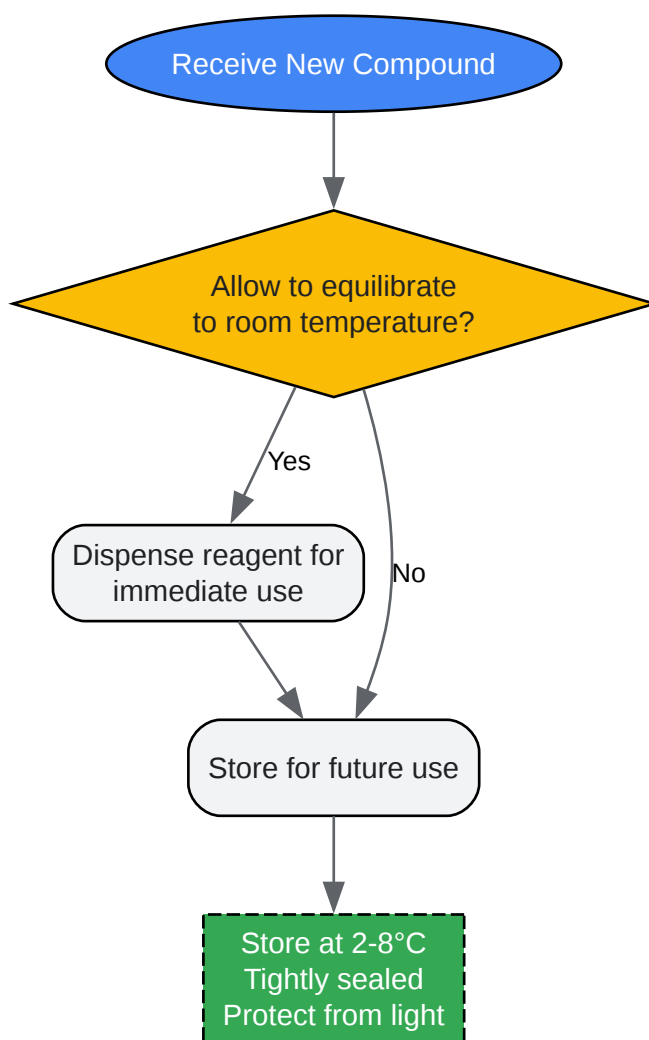 Receive New Compound
Allow to equilibrate
to room temperature?
Yes
Dispense reagent for
immediate use
No
Store for future use
Store at 2-8°C
Tightly sealed
Protect from light